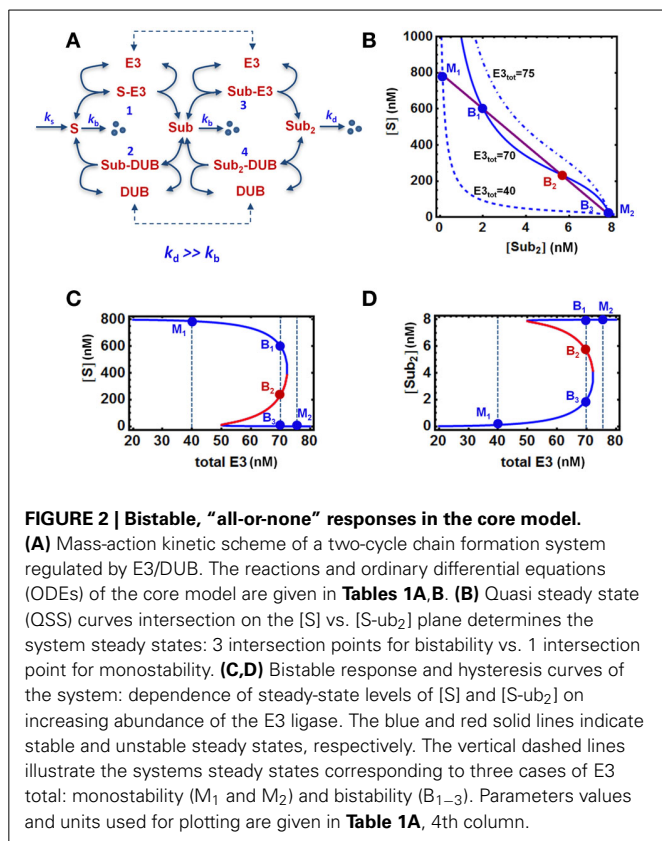 A
E3
E3
S-E3
Sub-E3
1
3
ks
kb
kb
kd
S
Sub
Sub2
2
4
Sub-DUB
Sub2-DUB
DUB
DUB
kd >> kb
B
1000
800
600
400
200
0
[S] (nM)
M1
B1
B2
B3
M2
E3tot=75
E3tot=70
E3tot=40
0 2 4 6 8
[Sub2] (nM)
C
800
600
400
200
0
[S] (nM)
M1
B1
B2
B3
M2
20 30 40 50 60 70 80
total E3 (nM)
D
8
6
4
2
0
[Sub2] (nM)
B1
M2
B2
B3
M1
20 30 40 50 60 70 80
total E3 (nM)
FIGURE 2 | Bistable, “all-or-none” responses in the core model.
(A) Mass-action kinetic scheme of a two-cycle chain formation system
regulated by E3/DUB. The reactions and ordinary differential equations
(ODEs) of the core model are given in Tables 1A,B. (B) Quasi steady state
(QSS) curves intersection on the [S] vs. [S-ub2] plane determines the
system steady states: 3 intersection points for bistability vs. 1 intersection
point for monostability. (C,D) Bistable response and hysteresis curves of
the system: dependence of steady-state levels of [S] and [S-ub2] on
increasing abundance of the E3 ligase. The blue and red solid lines indicate
stable and unstable steady states, respectively. The vertical dashed lines
illustrate the systems steady states corresponding to three cases of E3
total: monostability (M1 and M2) and bistability (B1−3). Parameters values
and units used for plotting are given in Table 1A, 4th column.